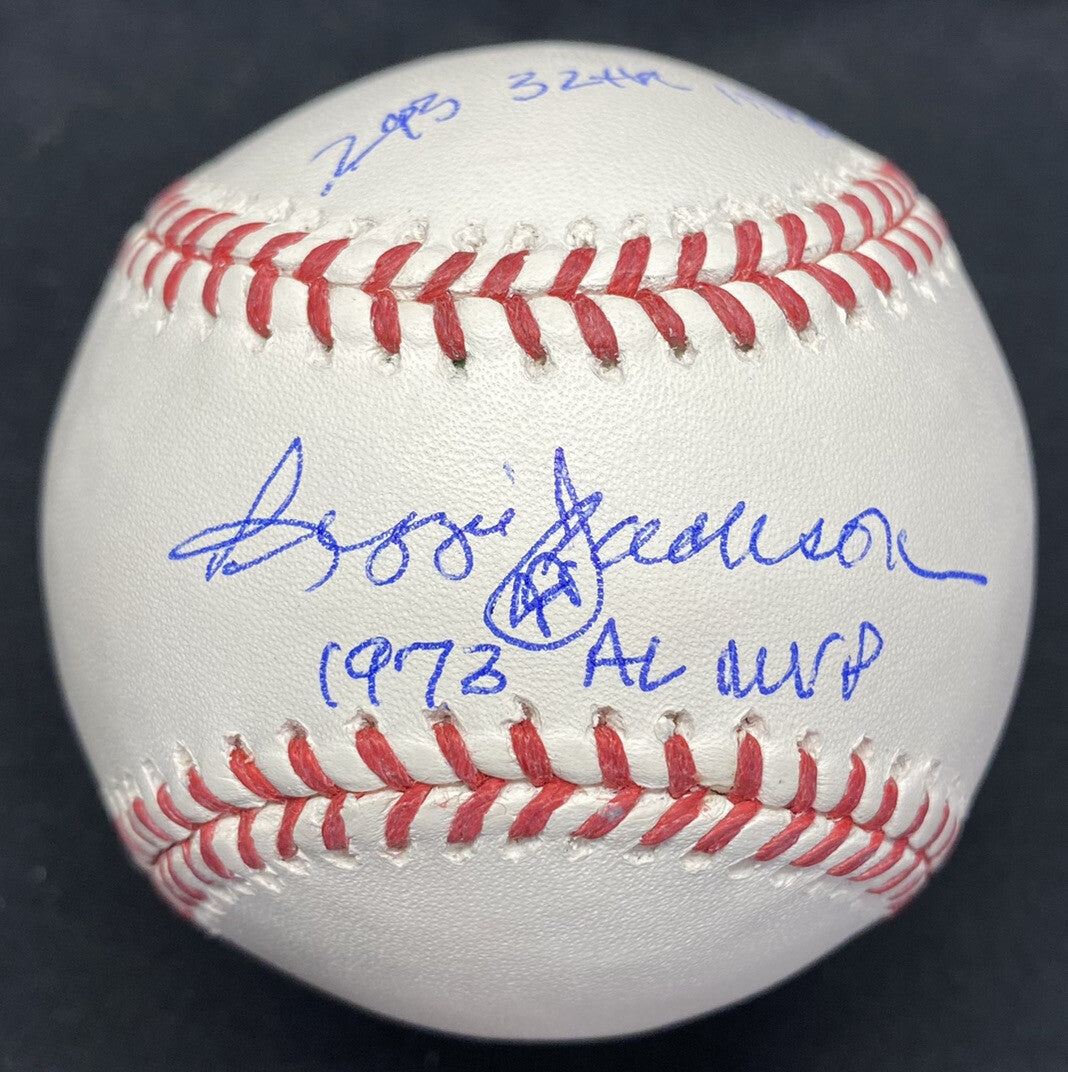 293 32HR
Reggie Jackson
1973 AL MVP